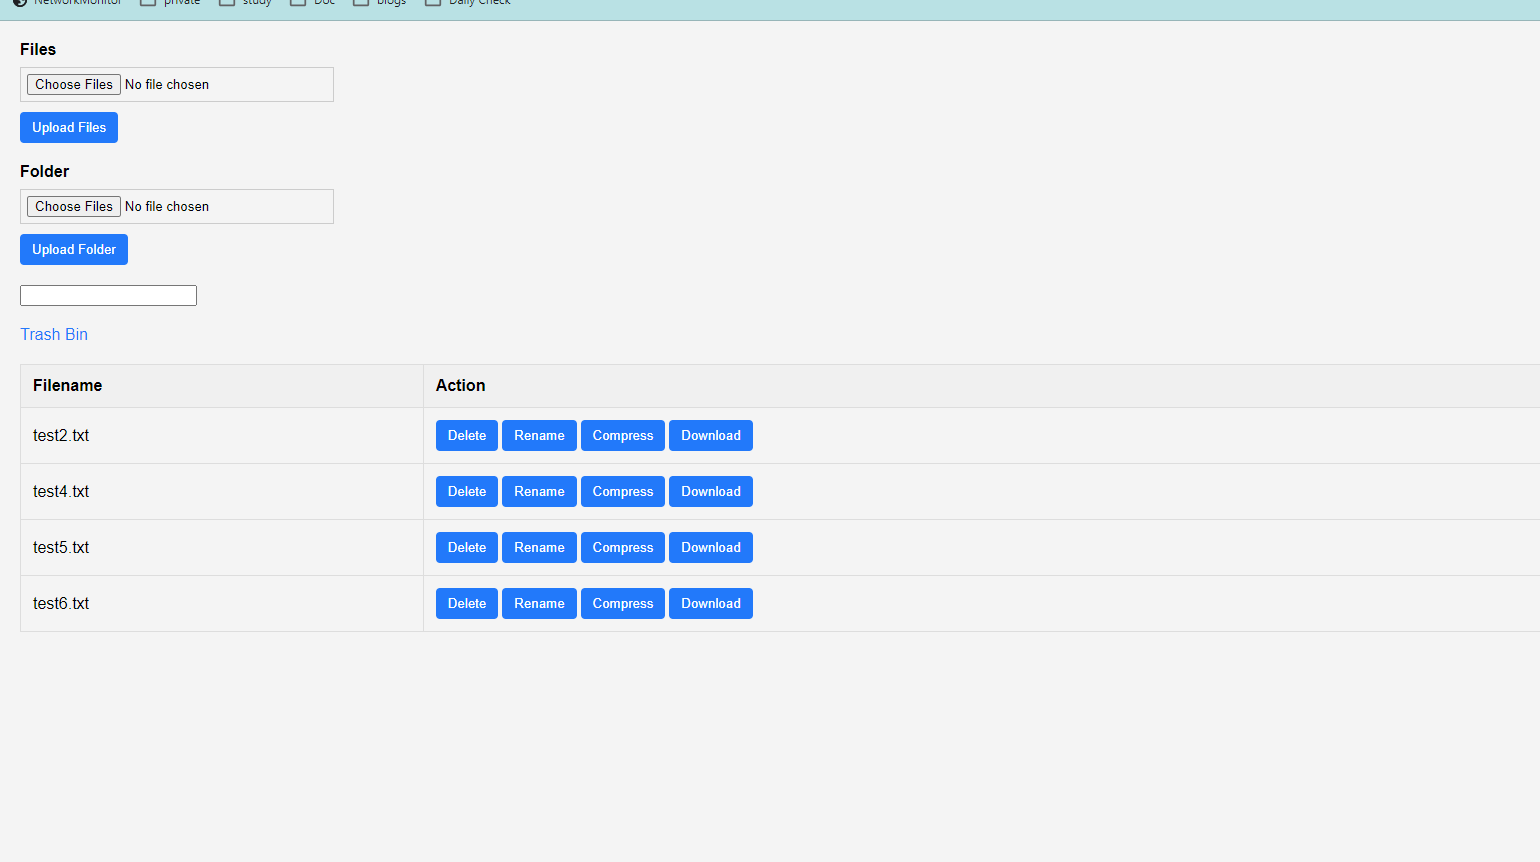 NetworkMonitor private study Doc blogs Daily Check
Files
Choose Files No file chosen
Upload Files
Folder
Choose Files No file chosen
Upload Folder
Trash Bin
Filename Action
test2.txt Delete Rename Compress Download
test4.txt Delete Rename Compress Download
test5.txt Delete Rename Compress Download
test6.txt Delete Rename Compress Download